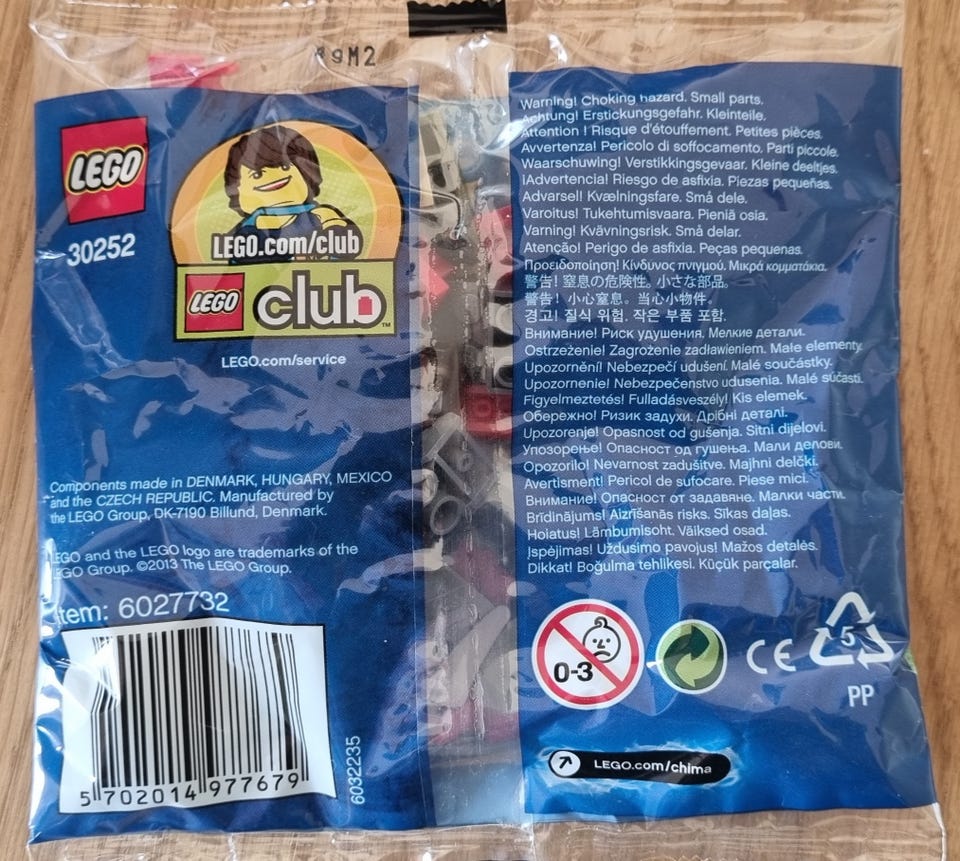 9M2
LEGO
30252
LEGO.com/club
LEGO club™
LEGO.com/service
Components made in DENMARK, HUNGARY, MEXICO
and the CZECH REPUBLIC. Manufactured by
the LEGO Group, DK-7190 Billund, Denmark.
LEGO and the LEGO logo are trademarks of the
LEGO Group. ©2013 The LEGO Group.
Item: 6027732
5 702014 977679
6032235
Warning! Choking hazard. Small parts.
Achtung! Erstickungsgefahr. Kleinteile.
Attention ! Risque d'étouffement. Petites pièces.
Avvertenza! Pericolo di soffocamento. Parti piccole.
Waarschuwing! Verstikkingsgevaar. Kleine deeltjes.
¡Advertencia! Riesgo de asfixia. Piezas pequeñas.
Advarsel! Kvælningsfare. Små dele.
Varoitus! Tukehtumisvaara. Pieniä osia.
Varning! Kvävningsrisk. Små delar.
Atenção! Perigo de asfixia. Peças pequenas.
Προειδοποίηση! Κίνδυνος πνιγμού. Μικρά κομματάκια.
警告! 窒息の危険性。小さな部品。
警告! 小心窒息。当心小物件。
경고! 질식 위험. 작은 부품 포함.
Внимание! Риск удушения. Мелкие детали.
Ostrzeżenie! Zagrożenie zadławieniem. Małe elementy.
Upozornění! Nebezpečí udušení. Malé součástky.
Upozornenie! Nebezpečenstvo udusenia. Malé súčasti.
Figyelmeztetés! Fulladásveszély! Kis elemek.
Обережно! Ризик задухи. Дрібні деталі.
Upozorenje! Opasnost od gušenja. Sitni dijelovi.
Упозорење! Опасност од гушења. Мали делови.
Opozorilo! Nevarnost zadušitve. Majhni delčki.
Avertisment! Pericol de sufocare. Piese mici.
Внимание! Опасност от задавяне. Малки части.
Brīdinājums! Aizrīšanās risks. Sīkas daļas.
Hoiatus! Lämbumisoht. Väiksed osad.
Įspėjimas! Uždusimo pavojus! Mažos detalės.
Dikkat! Boğulma tehlikesi. Küçük parçalar.
0-3
CE
5
PP
LEGO.com/chima